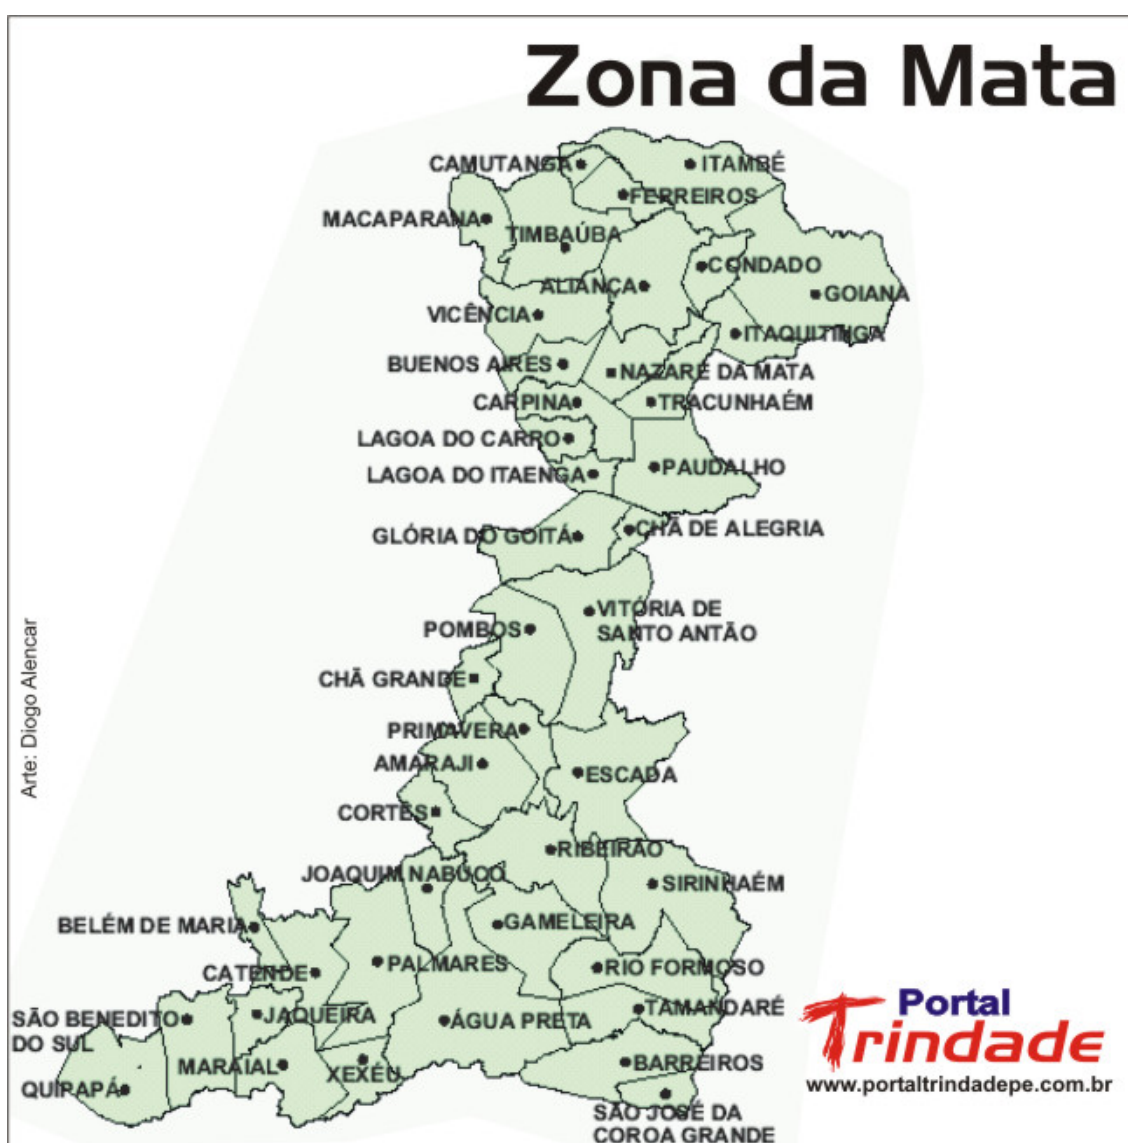 Zona da Mata
CAMUTANGA
ITAMBÉ
FERREIROS
MACAPARANA
TIMBAÚBA
CONDADO
ALIANÇA
GOIANA
VICÊNCIA
ITAQUITINGA
BUENOS AIRES
NAZARÉ DA MATA
CARPINA
TRACUNHAÉM
LAGOA DO CARRO
PAUDALHO
LAGOA DO ITAENGA
CHÃ DE ALEGRIA
GLÓRIA DO GOITÁ
VITÓRIA DE
SANTO ANTÃO
POMBOS
CHÃ GRANDE
PRIMAVERA
AMARAJI
ESCADA
CORTÊS
RIBEIRÃO
JOAQUIM NABUCO
SIRINHAÉM
GAMELEIRA
BELÉM DE MARIA
PALMARES
RIO FORMOSO
CATENDE
TAMANDARÉ
JAQUEIRA
SÃO BENEDITO
DO SUL
ÁGUA PRETA
BARREIROS
MARAIAL
XEXÉU
QUIPAPÁ
SÃO JOSÉ DA
COROA GRANDE
Arte: Diogo Alencar
Portal
Trindade
www.portaltrindadepe.com.br